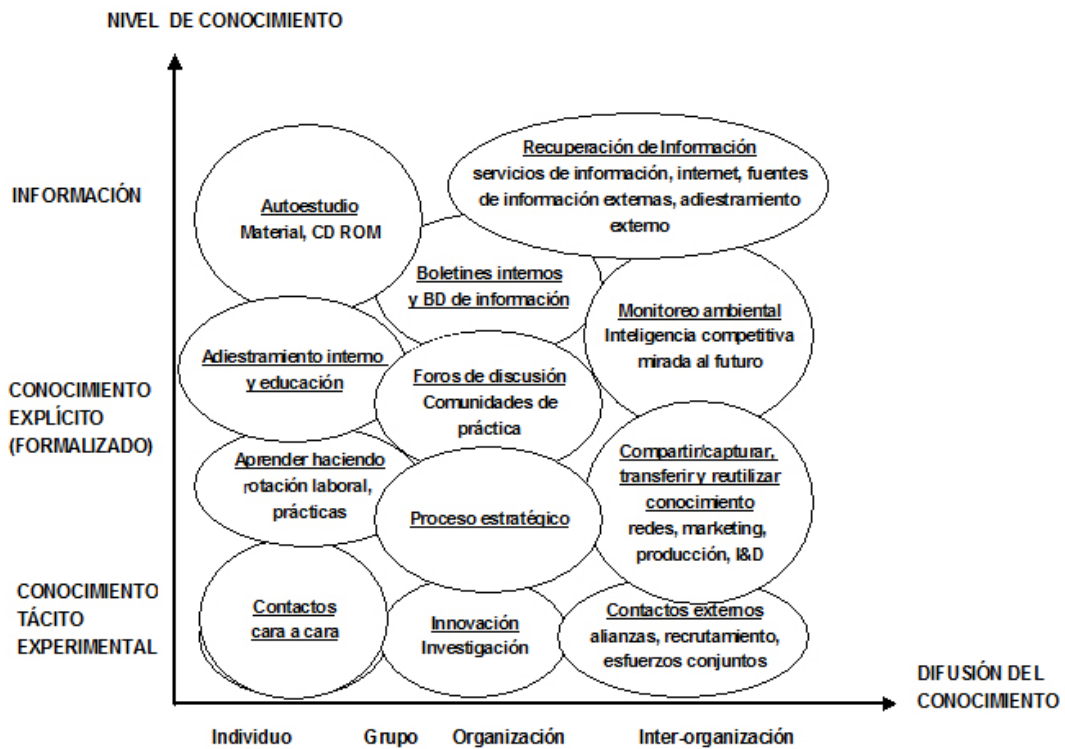 NIVEL DE CONOCIMIENTO
INFORMACIÓN
CONOCIMIENTO
EXPLÍCITO
(FORMALIZADO)
CONOCIMIENTO
TÁCITO
EXPERIMENTAL
Autoestudio
Material, CD ROM
Recuperación de Información
servicios de información, internet, fuentes
de información externas, adiestramiento
externo
Boletines internos
y BD de información
Monitoreo ambiental
Inteligencia competitiva
mirada al futuro
Adiestramiento interno
y educación
Foros de discusión
Comunidades de
práctica
Aprender haciendo
rotación laboral,
prácticas
Proceso estratégico
Compartir/capturar,
transferir y reutilizar
conocimiento
redes, marketing,
producción, I&D
Contactos
cara a cara
Innovación
Investigación
Contactos externos
alianzas, recrutamiento,
esfuerzos conjuntos
DIFUSIÓN DEL
CONOCIMIENTO
Individuo Grupo Organización Inter-organización